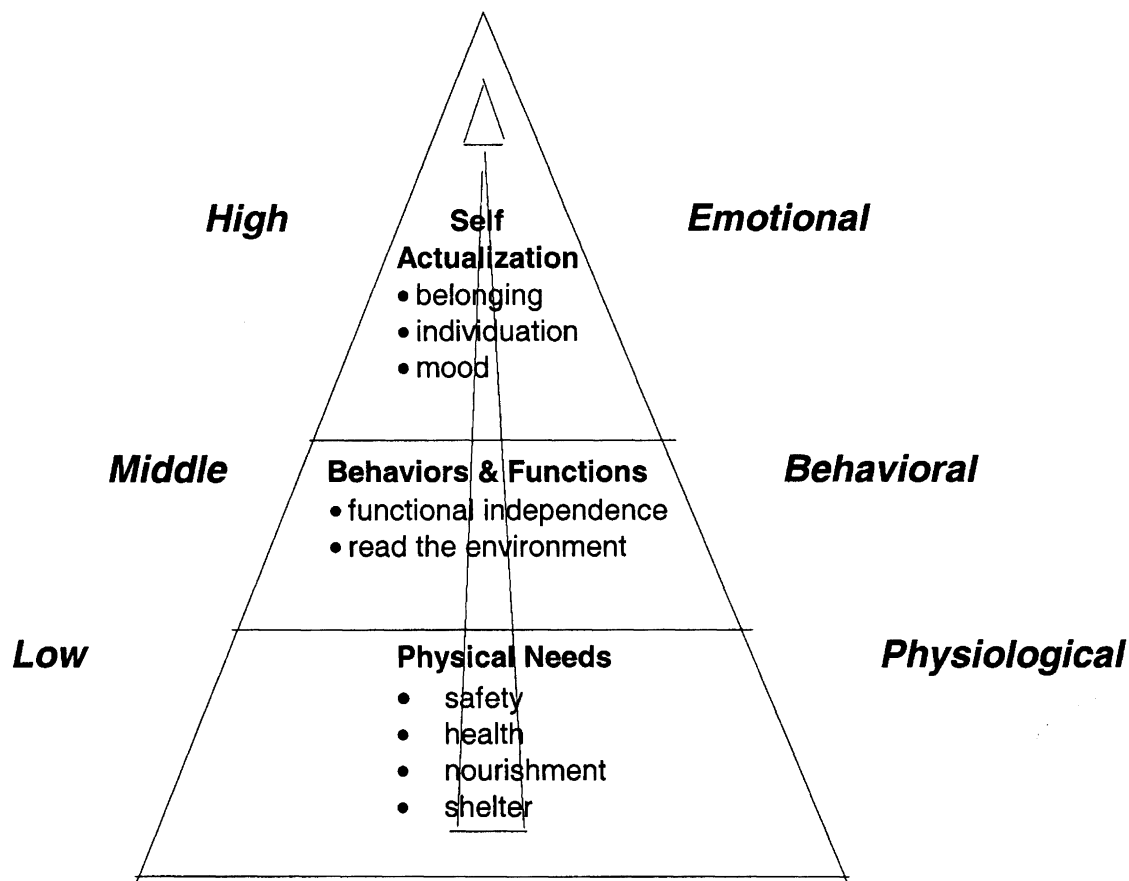 High
Self
Emotional
Actualization
• belonging
• individuation
• mood
Middle
Behaviors & Functions
Behavioral
• functional independence
• read the environment
Low
Physical Needs
Physiological
• safety
• health
• nourishment
• shelter